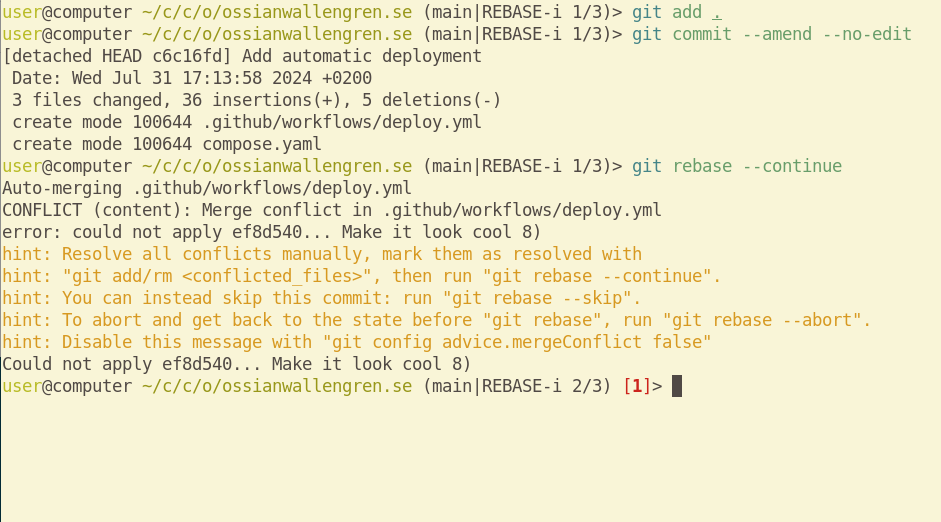 user@computer ~/c/c/o/ossianwallengren.se (main|REBASE-i 1/3)> git add .
user@computer ~/c/c/o/ossianwallengren.se (main|REBASE-i 1/3)> git commit --amend --no-edit
[detached HEAD c6c16fd] Add automatic deployment
 Date: Wed Jul 31 17:13:58 2024 +0200
 3 files changed, 36 insertions(+), 5 deletions(-)
 create mode 100644 .github/workflows/deploy.yml
 create mode 100644 compose.yaml
user@computer ~/c/c/o/ossianwallengren.se (main|REBASE-i 1/3)> git rebase --continue
Auto-merging .github/workflows/deploy.yml
CONFLICT (content): Merge conflict in .github/workflows/deploy.yml
error: could not apply ef8d540... Make it look cool 8)
hint: Resolve all conflicts manually, mark them as resolved with
hint: "git add/rm <conflicted_files>", then run "git rebase --continue".
hint: You can instead skip this commit: run "git rebase --skip".
hint: To abort and get back to the state before "git rebase", run "git rebase --abort".
hint: Disable this message with "git config advice.mergeConflict false"
Could not apply ef8d540... Make it look cool 8)
user@computer ~/c/c/o/ossianwallengren.se (main|REBASE-i 2/3) [1]>